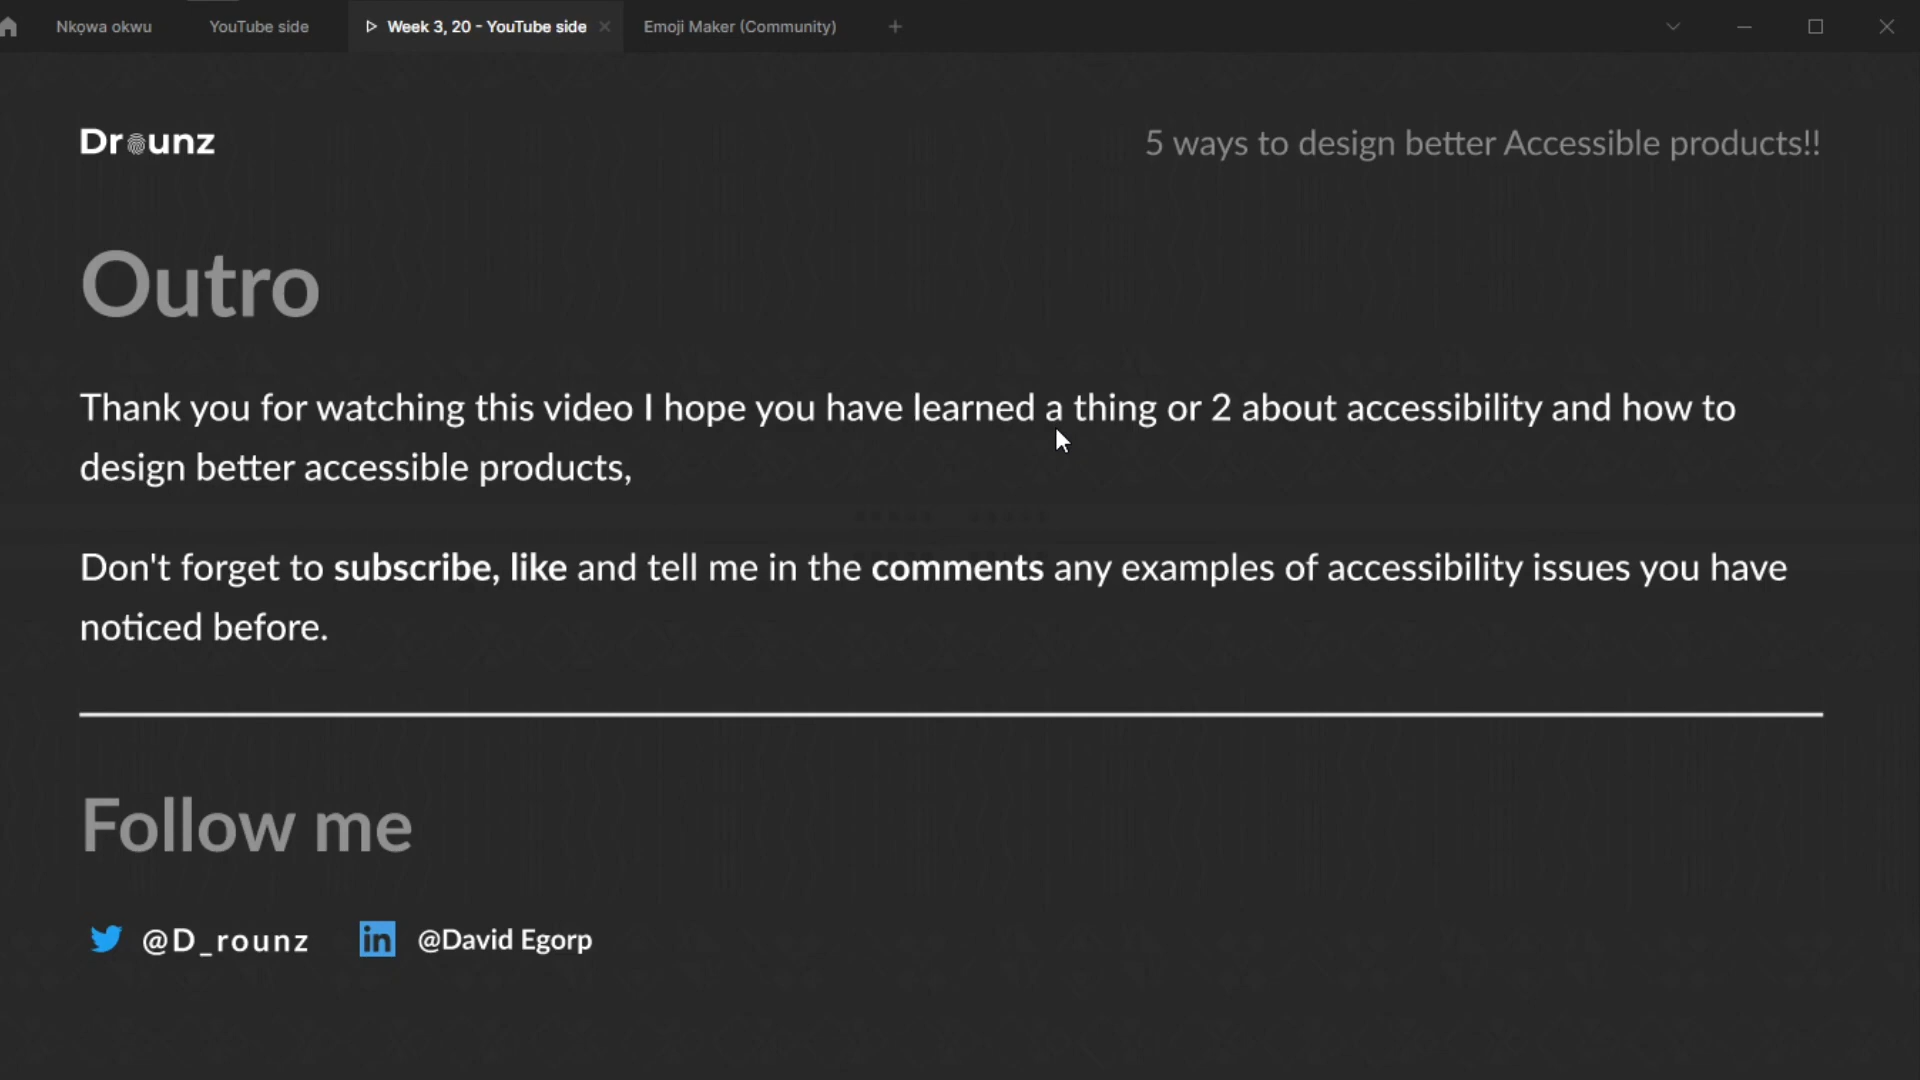 Nkọwa okwu
YouTube side
Week 3, 20 - YouTube side
Emoji Maker (Community)
Drounz
5 ways to design better Accessible products!!
Outro
Thank you for watching this video I hope you have learned a thing or 2 about accessibility and how to
design better accessible products,
Don't forget to subscribe, like and tell me in the comments any examples of accessibility issues you have
noticed before.
Follow me
@D_rounz
in
@David Egorp